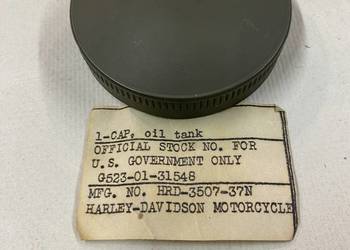 1-CAP, oil tank
OFFICIAL STOCK NO. FOR
U.S. GOVERNMENT ONLY
G523-01-31548
MFG. NO. HRD-3507-37N
HARLEY-DAVIDSON MOTORCYCLE